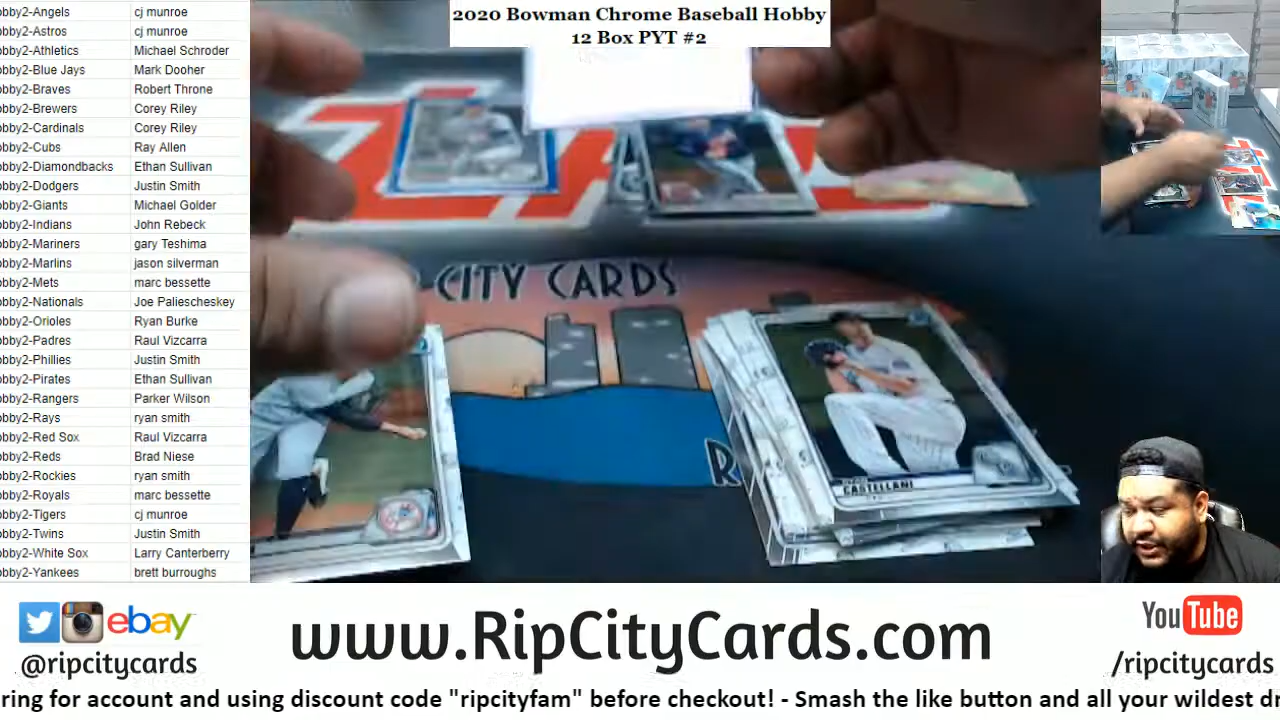 2020 Bowman Chrome Baseball Hobby
12 Box PYT #2
obby2-Angels cj munroe
obby2-Astros cj munroe
obby2-Athletics Michael Schroder
obby2-Blue Jays Mark Dooher
obby2-Braves Robert Throne
obby2-Brewers Corey Riley
obby2-Cardinals Corey Riley
obby2-Cubs Ray Allen
obby2-Diamondbacks Ethan Sullivan
obby2-Dodgers Justin Smith
obby2-Giants Michael Golder
obby2-Indians John Rebeck
obby2-Mariners gary Teshima
obby2-Marlins jason silverman
obby2-Mets marc bessette
obby2-Nationals Joe Paliescheskey
obby2-Orioles Ryan Burke
obby2-Padres Raul Vizcarra
obby2-Phillies Justin Smith
obby2-Pirates Ethan Sullivan
obby2-Rangers Parker Wilson
obby2-Rays ryan smith
obby2-Red Sox Raul Vizcarra
obby2-Reds Brad Niese
obby2-Rockies ryan smith
obby2-Royals marc bessette
obby2-Tigers cj munroe
obby2-Twins Justin Smith
obby2-White Sox Larry Canterberry
obby2-Yankees brett burroughs
-CITY CARDS
R
CASTELLANI
ebay
@ripcitycards
www.RipCityCards.com
YouTube
/ripcitycards
ring for account and using discount code "ripcityfam" before checkout! - Smash the like button and all your wildest dr